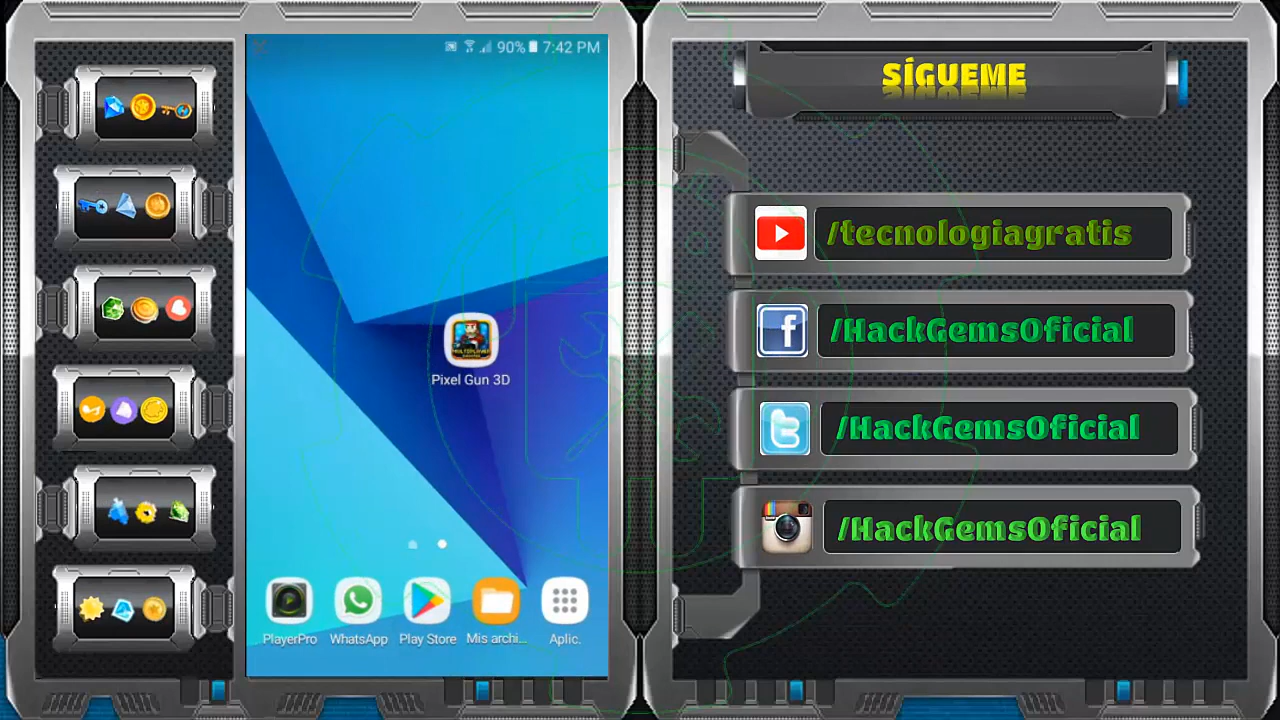 90% 7:42 PM
Pixel Gun 3D
PlayerPro
WhatsApp
Play Store
Mis archi...
Aplic.
SÍGUEME
/tecnologiagratis
/HackGemsOficial
/HackGemsOficial
/HackGemsOficial